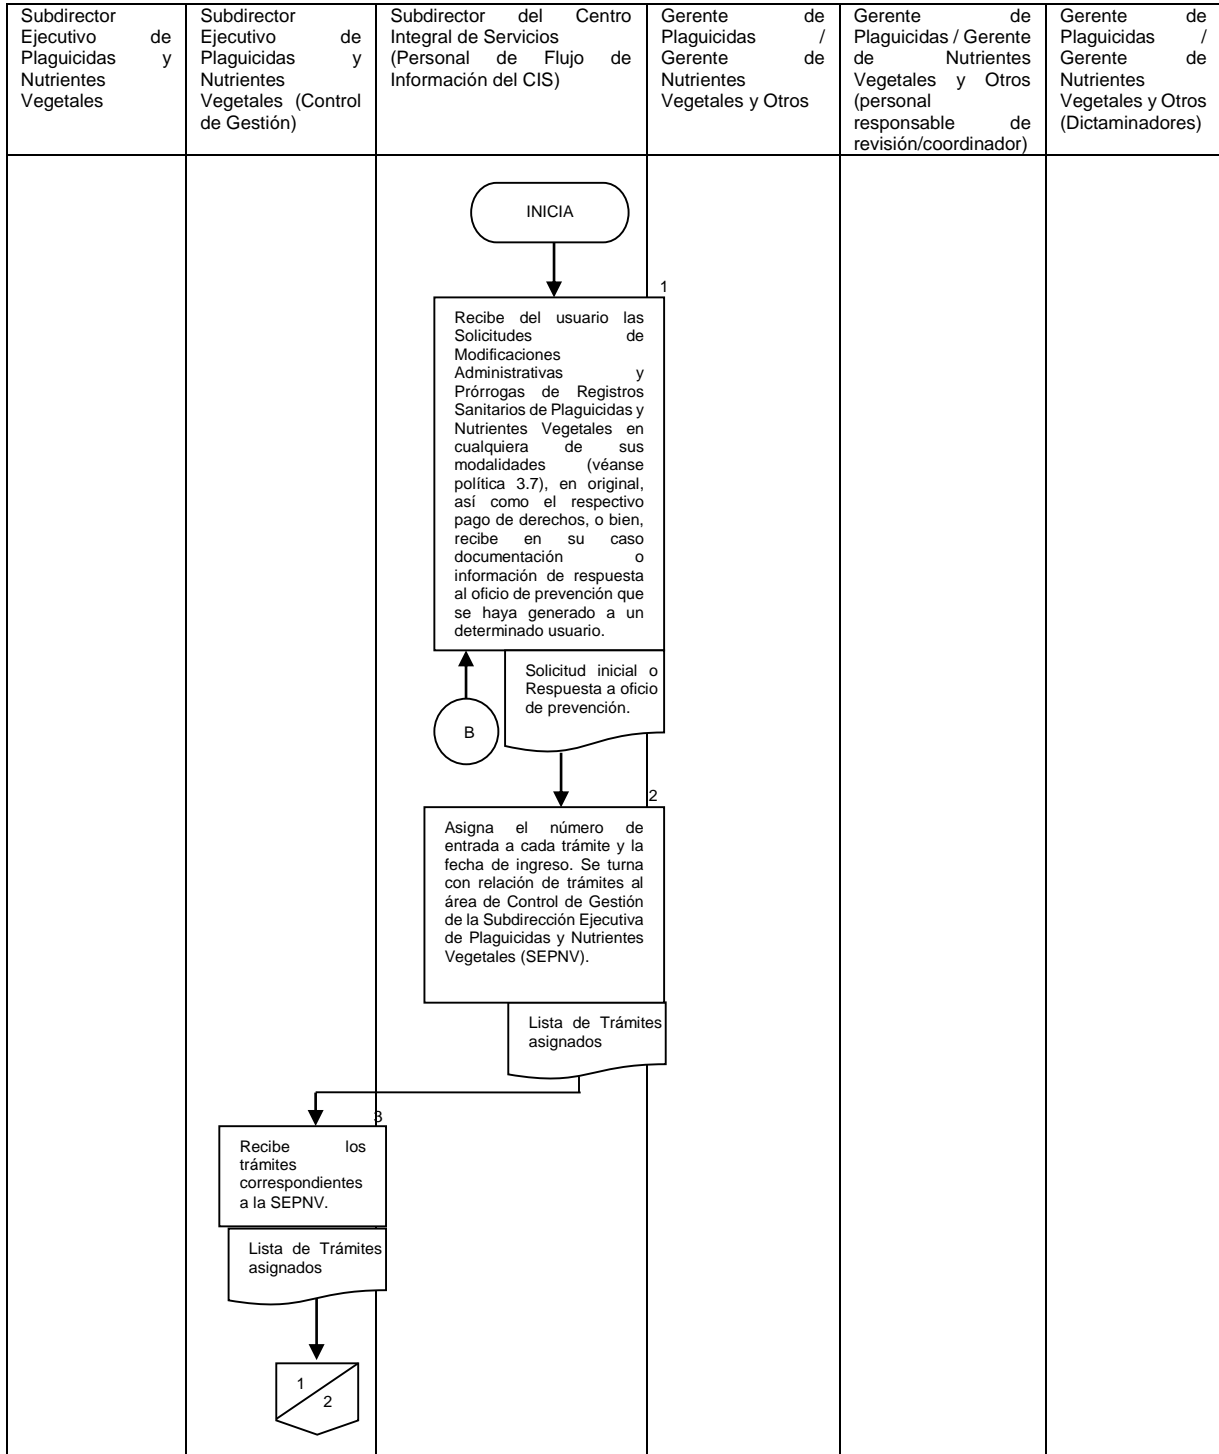 Subdirector
Ejecutivo de
Plaguicidas y
Nutrientes
Vegetales
Subdirector
Ejecutivo de
Plaguicidas y
Nutrientes
Vegetales (Control
de Gestión)
Subdirector del Centro
Integral de Servicios
(Personal de Flujo de
Información del CIS)
Gerente de
Plaguicidas /
Gerente de
Nutrientes
Vegetales y Otros
Gerente de
Plaguicidas / Gerente
de Nutrientes
Vegetales y Otros
(personal
responsable de
revisión/coordinador)
Gerente de
Plaguicidas /
Gerente de
Nutrientes
Vegetales y Otros
(Dictaminadores)
INICIA
1
Recibe del usuario las
Solicitudes de
Modificaciones
Administrativas y
Prórrogas de Registros
Sanitarios de Plaguicidas y
Nutrientes Vegetales en
cualquiera de sus
modalidades (véanse
política 3.7), en original,
así como el respectivo
pago de derechos, o bien,
recibe en su caso
documentación o
información de respuesta
al oficio de prevención que
se haya generado a un
determinado usuario.
Solicitud inicial o
Respuesta a oficio
de prevención.
B
2
Asigna el número de
entrada a cada trámite y la
fecha de ingreso. Se turna
con relación de trámites al
área de Control de Gestión
de la Subdirección Ejecutiva
de Plaguicidas y Nutrientes
Vegetales (SEPNV).
Lista de Trámites
asignados
3
Recibe los
trámites
correspondientes
a la SEPNV.
Lista de Trámites
asignados
1
2